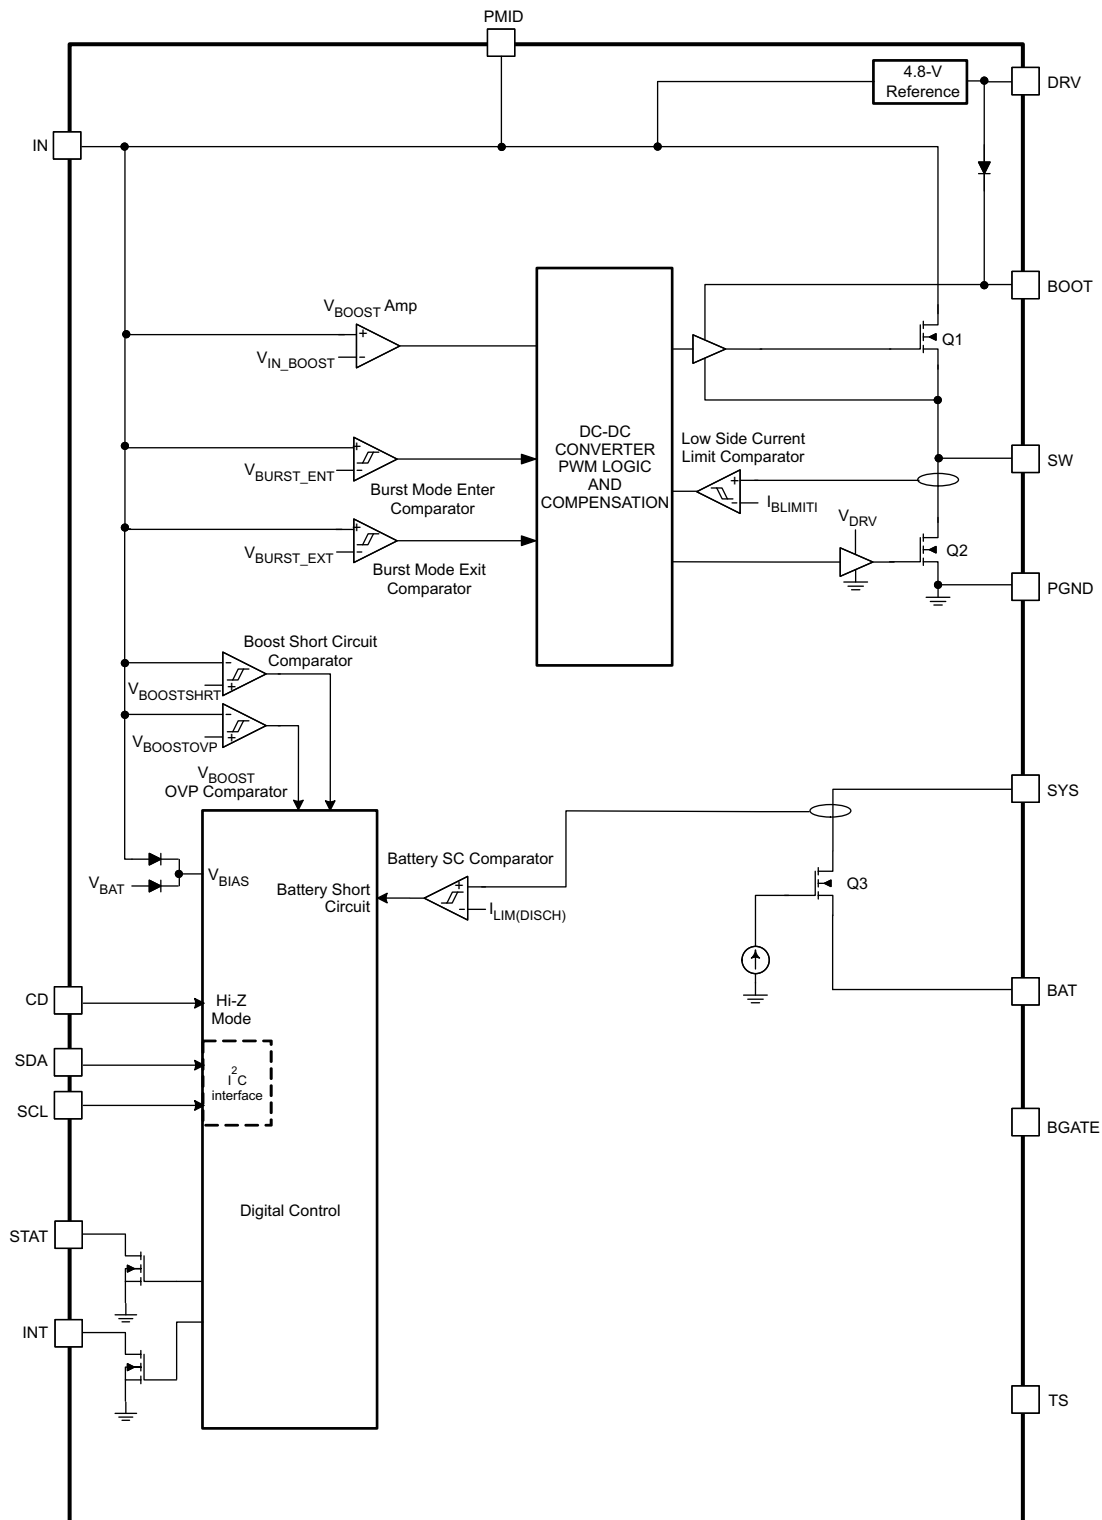 PMID
4.8-V
Reference
DRV
IN
BOOT
V_BOOST Amp
+
-
V_IN_BOOST
Q1
DC-DC
CONVERTER
PWM LOGIC
AND
COMPENSATION
Low Side Current
Limit Comparator
SW
+
-
V_BURST_ENT
Burst Mode Enter
Comparator
+
-
I_BLIMITI
V_DRV
+
-
V_BURST_EXT
Burst Mode Exit
Comparator
Q2
PGND
Boost Short Circuit
Comparator
-
+
V_BOOSTSHRT
-
+
V_BOOSTOVP
V_BOOST
OVP Comparator
SYS
V_BAT
V_BIAS
Battery Short
Circuit
Battery SC Comparator
+
-
I_LIM(DISCH)
Q3
CD
Hi-Z
Mode
BAT
SDA
SCL
I²C
interface
BGATE
Digital Control
STAT
INT
TS